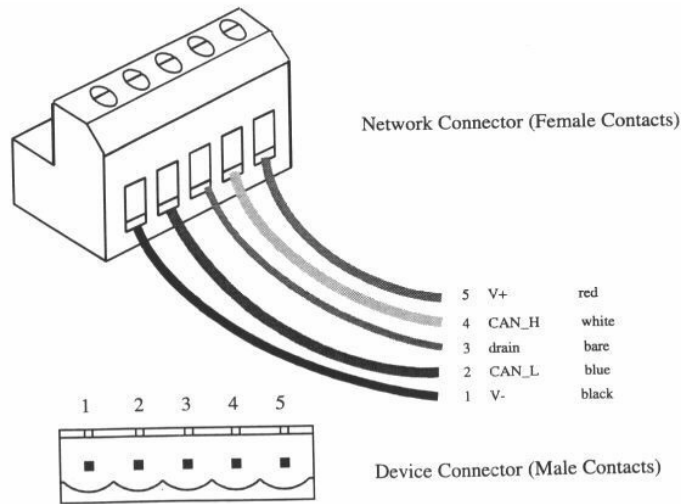 Network Connector (Female Contacts)
5 V+ red
4 CAN_H white
3 drain bare
2 CAN_L blue
1 V- black
1 2 3 4 5
Device Connector (Male Contacts)